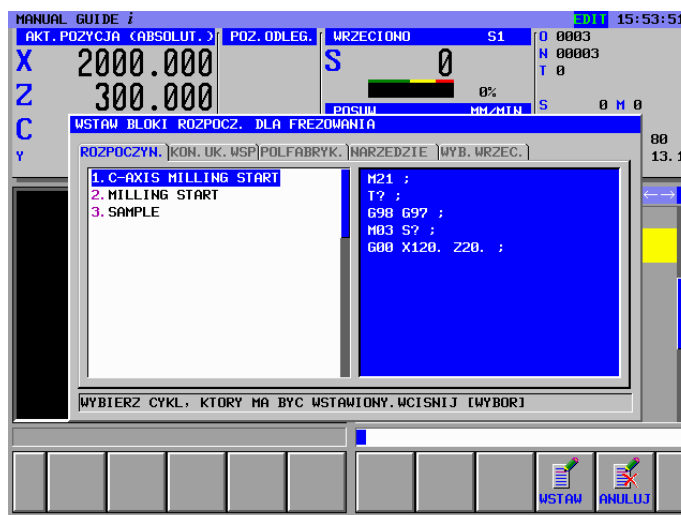 MANUAL GUIDE i EDIT 15:53:51
AKT.POZYCJA (ABSOLUT.) POZ.ODLEG. WRZECIONO S1 O 0003
X 2000.000 S 0 N 00003
T 0
Z 300.000 0% S 0 M 0
POSUW MM/MIN
C WSTAW BLOKI ROZPOCZ. DLA FREZOWANIA
80
Y ROZPOCZYN. KON.UK.WSP POLFABRYK. NARZEDZIE WYB.WRZEC. 13.1
1.C-AXIS MILLING START M21 ;
2.MILLING START T? ;
3.SAMPLE G98 G97 ;
M03 S? ;
G00 X120. Z20. ;
WYBIERZ CYKL, KTORY MA BYC WSTAWIONY.WCISNIJ [WYBOR]
WSTAW ANULUJ